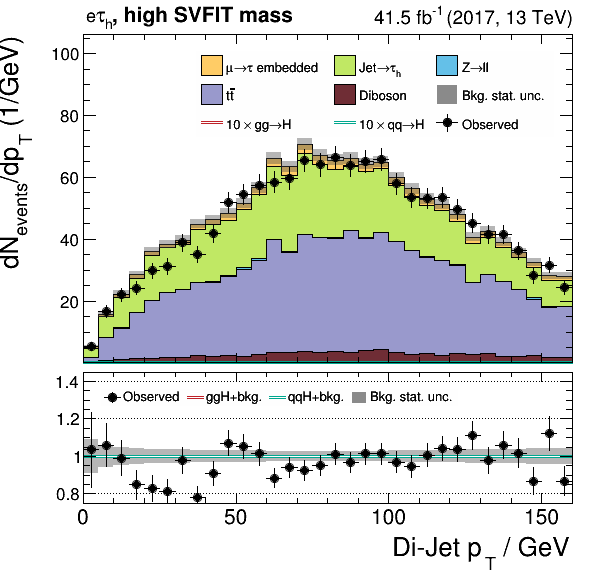 eτh, high SVFIT mass
41.5 fb-1 (2017, 13 TeV)
dNevents/dpT (1/GeV)
100
80
60
40
20
μ→τ embedded
Jet→τh
Z→ll
tt̄
Diboson
Bkg. stat. unc.
10 × gg→H
10 × qq→H
Observed
1.4
1.2
1
0.8
Observed
ggH+bkg.
qqH+bkg.
Bkg. stat. unc.
0
50
100
150
Di-Jet pT / GeV